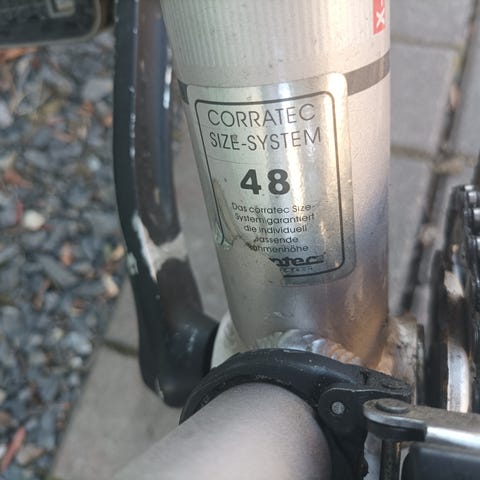 CORRATEC
SIZE-SYSTEM
48
Das corratec Size-
System garantiert
die individuell
passende
Rahmenhöhe